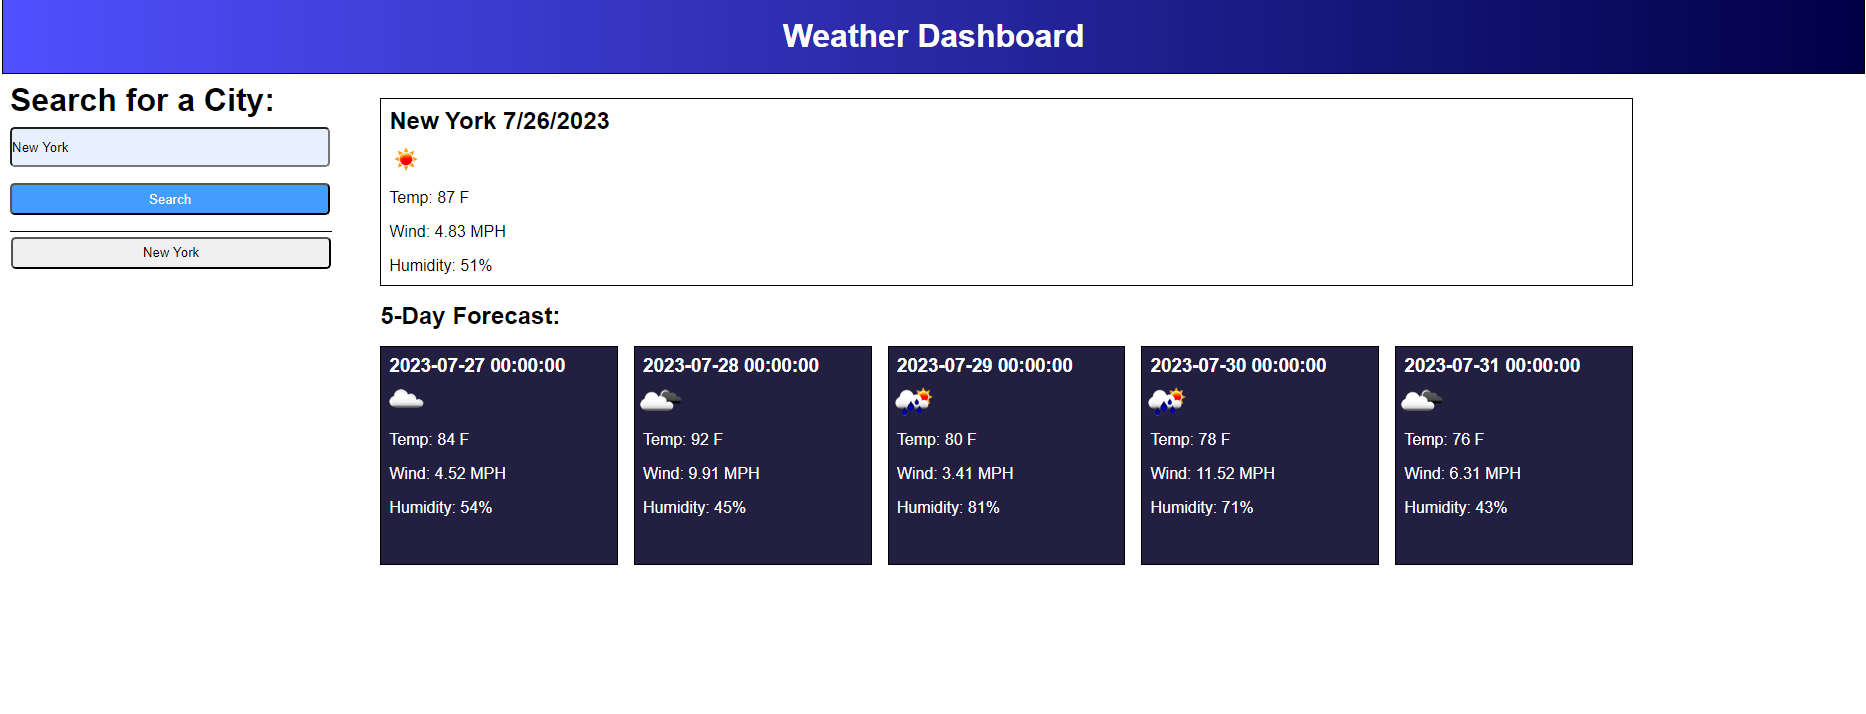 Weather Dashboard
Search for a City:
New York
Search
New York
New York 7/26/2023
Temp: 87 F
Wind: 4.83 MPH
Humidity: 51%
5-Day Forecast:
2023-07-27 00:00:00
Temp: 84 F
Wind: 4.52 MPH
Humidity: 54%
2023-07-28 00:00:00
Temp: 92 F
Wind: 9.91 MPH
Humidity: 45%
2023-07-29 00:00:00
Temp: 80 F
Wind: 3.41 MPH
Humidity: 81%
2023-07-30 00:00:00
Temp: 78 F
Wind: 11.52 MPH
Humidity: 71%
2023-07-31 00:00:00
Temp: 76 F
Wind: 6.31 MPH
Humidity: 43%